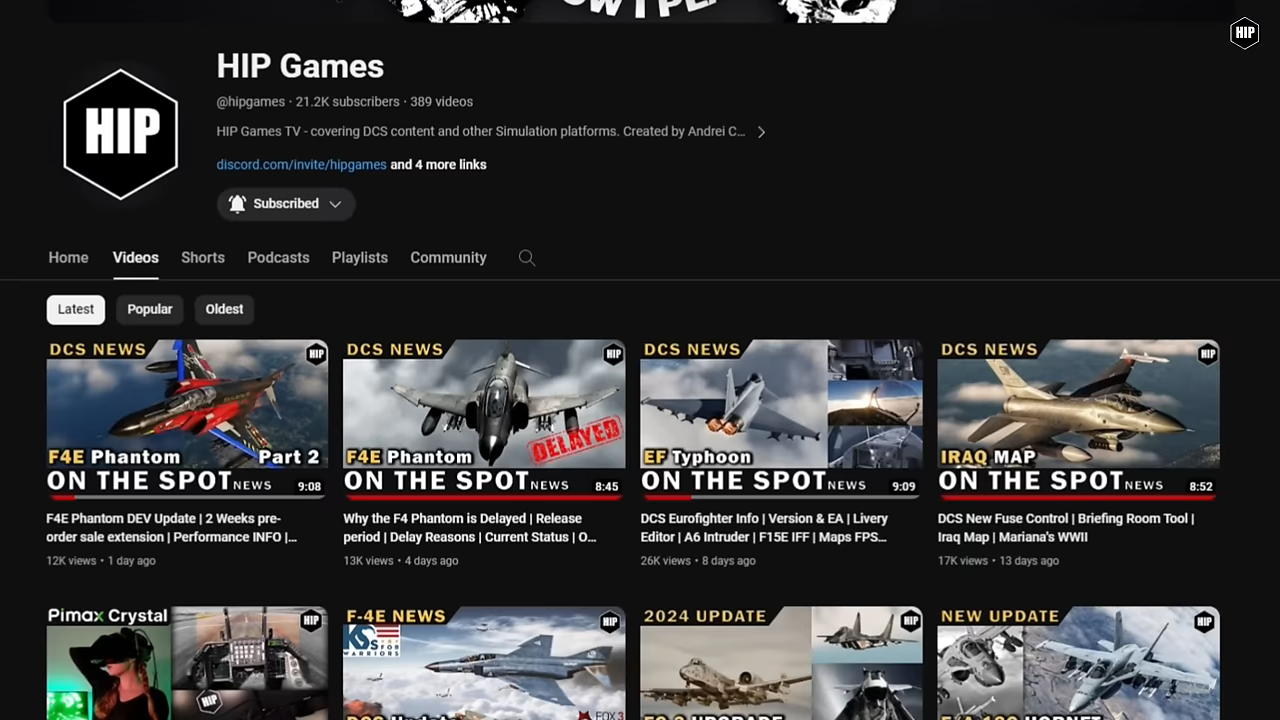 HIP
HIP Games
@hipgames · 21.2K subscribers · 389 videos
HIP Games TV - covering DCS content and other Simulation platforms. Created by Andrei C...
HIP
discord.com/invite/hipgames and 4 more links
Subscribed
Home Videos Shorts Podcasts Playlists Community
Latest Popular Oldest
DCS NEWS HIP
F4E Phantom Part 2
ON THE SPOT NEWS 9:08
DCS NEWS HIP
DELAYED
F4E Phantom
ON THE SPOT NEWS 8:45
DCS NEWS
EF Typhoon
ON THE SPOT NEWS 9:09
DCS NEWS HIP
IRAQ MAP
ON THE SPOT NEWS 8:52
F4E Phantom DEV Update | 2 Weeks pre-
order sale extension | Performance INFO |...
12K views • 1 day ago
Why the F4 Phantom is Delayed | Release
period | Delay Reasons | Current Status | O...
13K views • 4 days ago
DCS Eurofighter Info | Version & EA | Livery
Editor | A6 Intruder | F15E IFF | Maps FPS...
26K views • 8 days ago
DCS New Fuse Control | Briefing Room Tool |
Iraq Map | Mariana's WWII
17K views • 13 days ago
Pimax Crystal HIP
HIP
F-4E NEWS HIP
FOR
WARRIORS
FOX 3
2024 UPDATE HIP
NEW UPDATE HIP